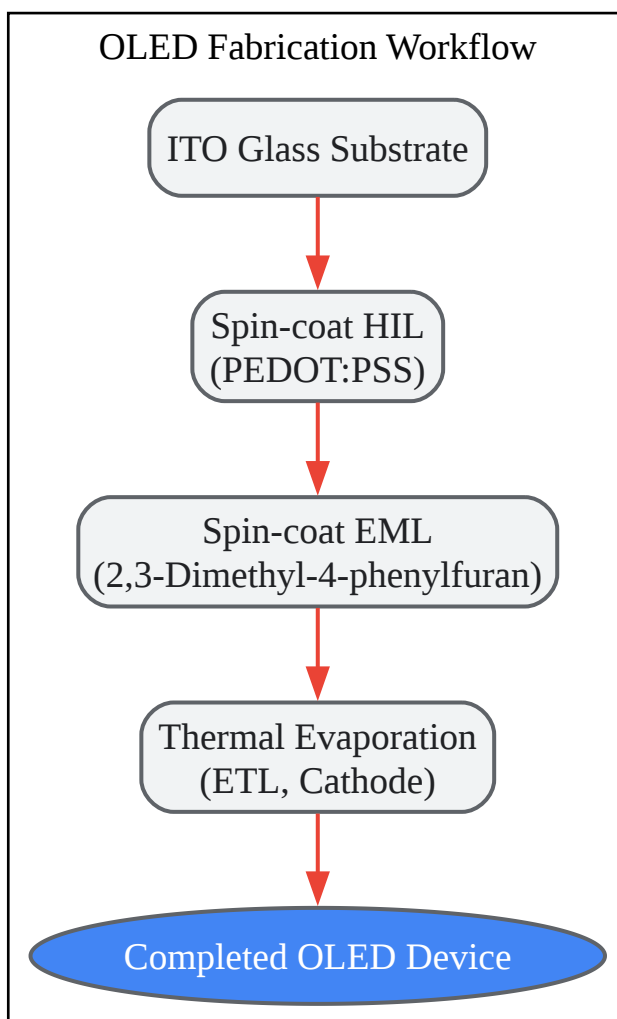 OLED Fabrication Workflow
ITO Glass Substrate
Spin-coat HIL
(PEDOT:PSS)
Spin-coat EML
(2,3-Dimethyl-4-phenylfuran)
Thermal Evaporation
(ETL, Cathode)
Completed OLED Device